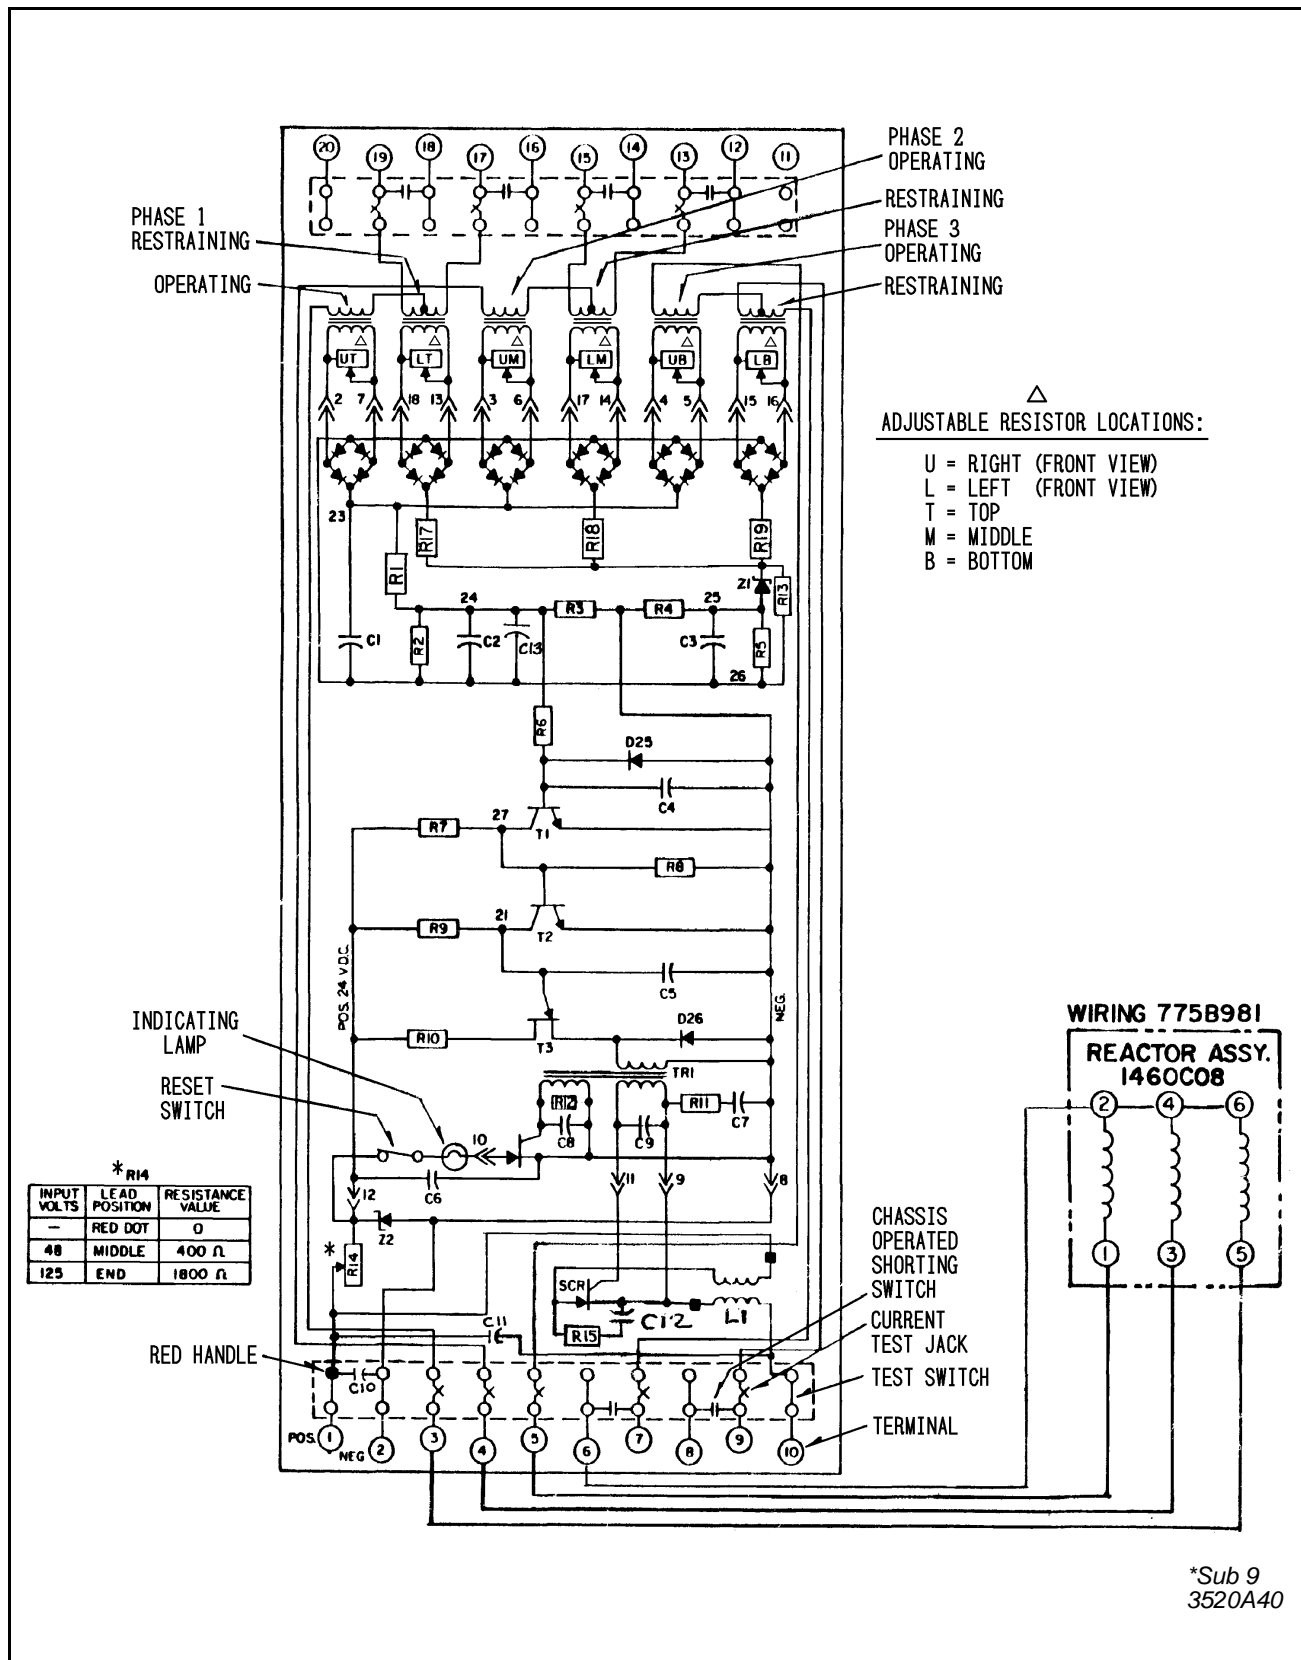 PHASE 2
OPERATING
RESTRAINING
PHASE 3
OPERATING
RESTRAINING
PHASE 1
RESTRAINING
OPERATING
20 19 18 17 16 15 14 13 12 11
△ △ △ △ △ △
UT LT UM LM UB LB
2 7 18 13 3 6 17 14 4 5 15 16
△
ADJUSTABLE RESISTOR LOCATIONS:
U = RIGHT (FRONT VIEW)
L = LEFT (FRONT VIEW)
T = TOP
M = MIDDLE
B = BOTTOM
23
R17 R18 R19
R1 Z1 R13
24 R3 R4 25
C1 R2 C2 C13 C3 R5
26
R6
D25
C4
R7 27
T1
R8
R9 21
T2
C5
POS. 24 V.D.C.
NEG.
R10
T3
D26
TR1
R12 R11
C8 C9 C7
INDICATING
LAMP
RESET
SWITCH
10
C6
12 11 9 8
Z2
* R14
INPUT VOLTS LEAD POSITION RESISTANCE VALUE
— RED DOT 0
48 MIDDLE 400 Ω
125 END 1800 Ω
*
R14
SCR
R15
C12
L1
C11
C10
RED HANDLE
CHASSIS
OPERATED
SHORTING
SWITCH
CURRENT
TEST JACK
TEST SWITCH
TERMINAL
POS. 1 NEG 2 3 4 5 6 7 8 9 10
WIRING 775B981
REACTOR ASSY.
1460C08
2 4 6
1 3 5
*Sub 9
3520A40